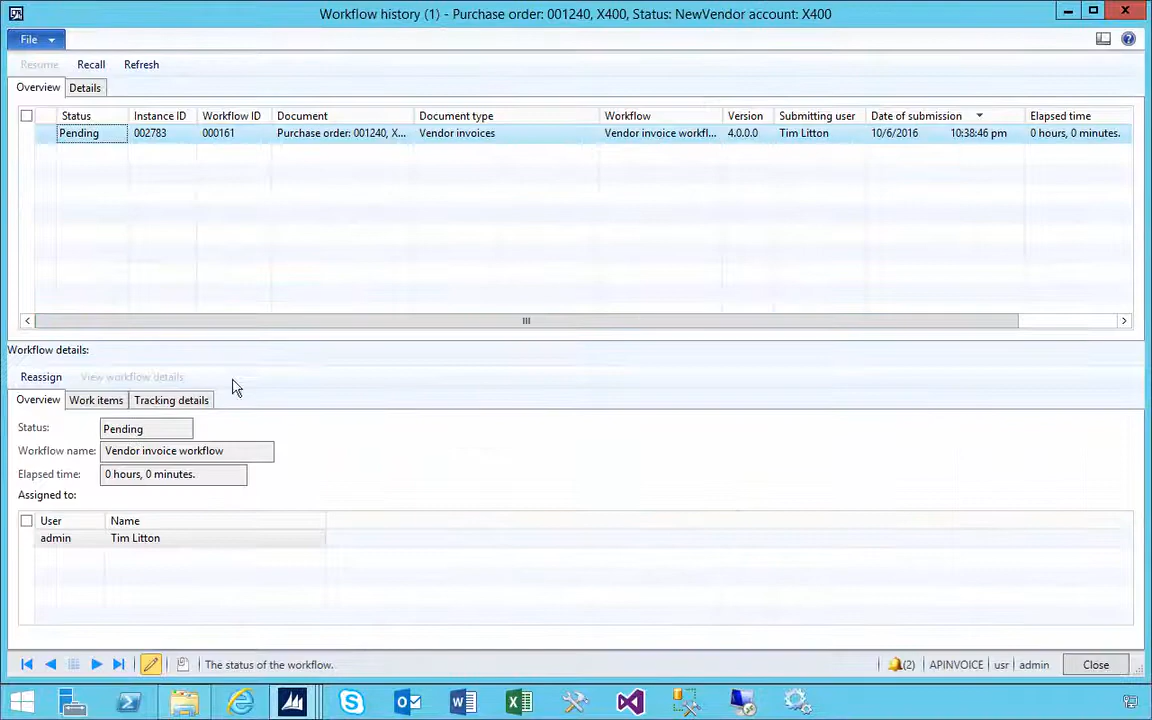 Workflow history (1) - Purchase order: 001240, X400, Status: NewVendor account: X400
File
Resume Recall Refresh
Overview Details
Status Instance ID Workflow ID Document Document type Workflow Version Submitting user Date of submission Elapsed time
Pending 002783 000161 Purchase order: 001240, X... Vendor invoices Vendor invoice workfl... 4.0.0.0 Tim Litton 10/6/2016 10:38:46 pm 0 hours, 0 minutes.
Workflow details:
Reassign View workflow details
Overview Work items Tracking details
Status: Pending
Workflow name: Vendor invoice workflow
Elapsed time: 0 hours, 0 minutes.
Assigned to:
User Name
admin Tim Litton
The status of the workflow. (2) APINVOICE usr admin Close